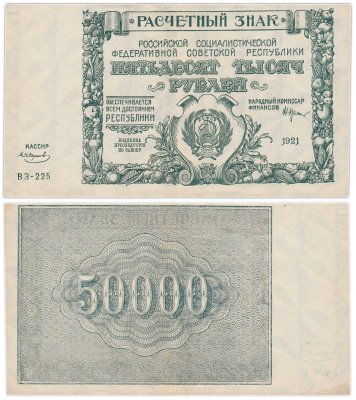 • РАСЧЕТНЫЙ ЗНАК •
РОССИЙСКОЙ СОЦИАЛИСТИЧЕСКОЙ
ФЕДЕРАТИВНОЙ СОВЕТСКОЙ РЕСПУБЛИКИ
ПЯТЬДЕСЯТ ТЫСЯЧ
РУБЛЕЙ
ОБЕСПЕЧИВАЕТСЯ
ВСЕМ ДОСТОЯНИЕМ
РЕСПУБЛИКИ
НАРОДНЫЙ КОМИССАР
ФИНАНСОВ
ПОДДЕЛКА
ПРЕСЛЕДУЕТСЯ
ПО ЗАКОНУ
1921
КАССИР
ВЗ-225
50000